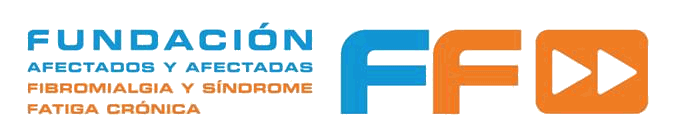 FUNDACIÓN
AFECTADOS Y AFECTADAS
FIBROMIALGIA Y SÍNDROME
FATIGA CRÓNICA
FF